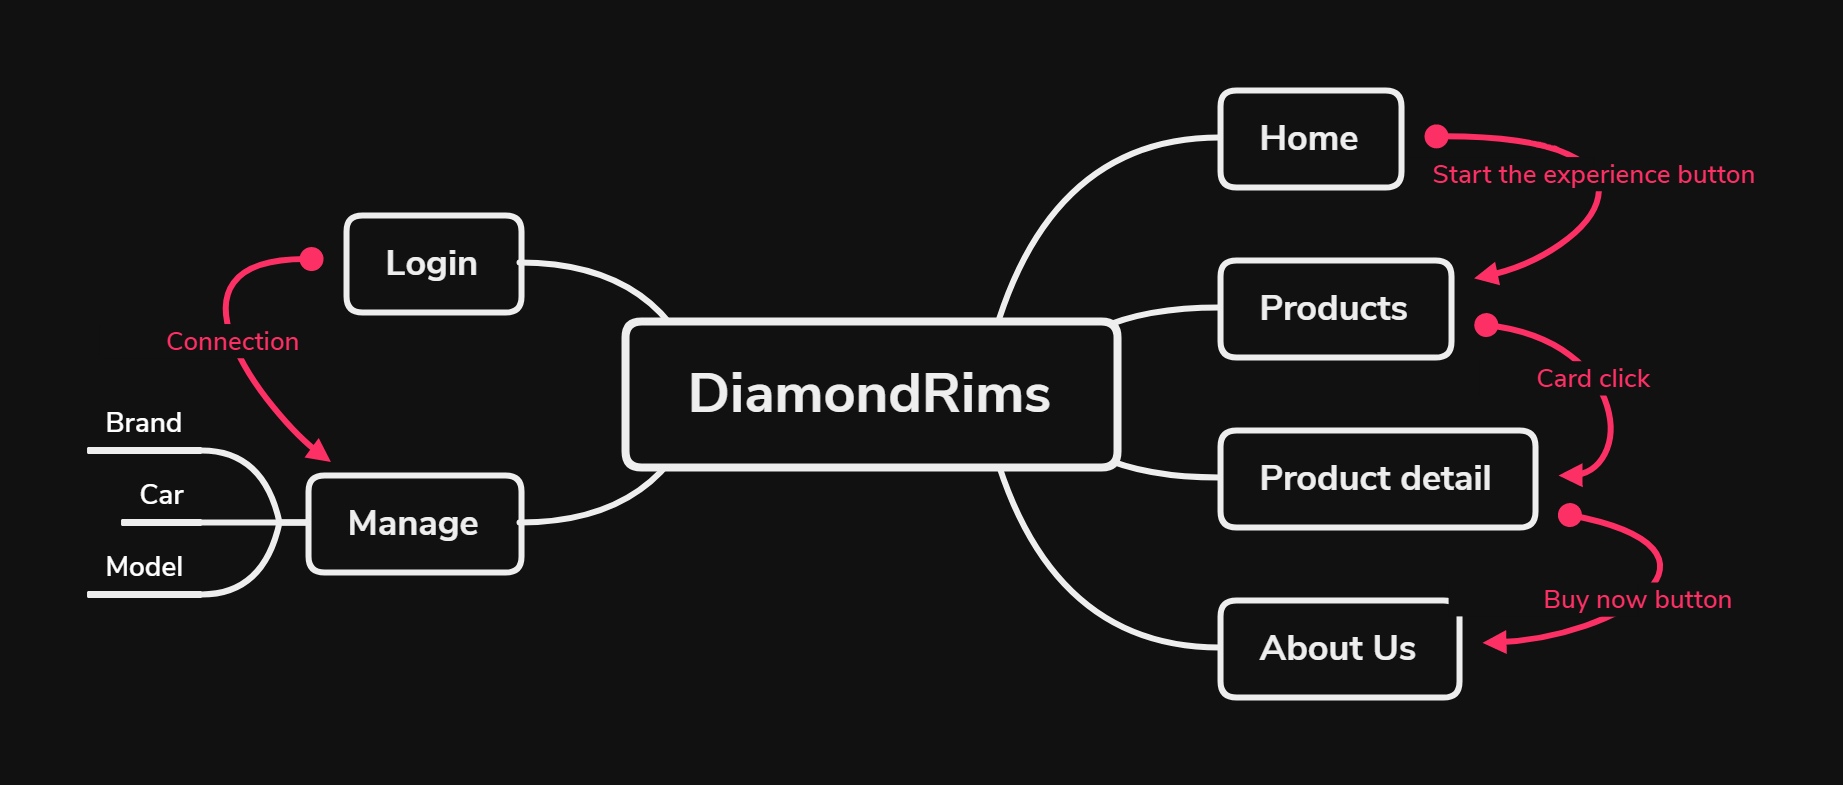 Home
Start the experience button
Login
Products
Connection
Card click
DiamondRims
Brand
Product detail
Car
Manage
Model
Buy now button
About Us